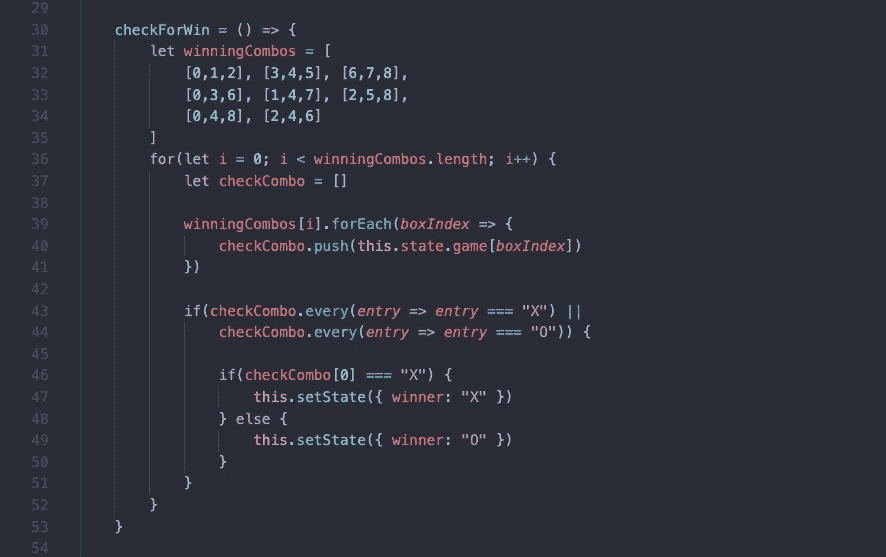 29
30 checkForWin = () => {
31 let winningCombos = [
32 [0,1,2], [3,4,5], [6,7,8],
33 [0,3,6], [1,4,7], [2,5,8],
34 [0,4,8], [2,4,6]
35 ]
36 for(let i = 0; i < winningCombos.length; i++) {
37 let checkCombo = []
38
39 winningCombos[i].forEach(boxIndex => {
40 checkCombo.push(this.state.game[boxIndex])
41 })
42
43 if(checkCombo.every(entry => entry === "X") ||
44 checkCombo.every(entry => entry === "O")) {
45
46 if(checkCombo[0] === "X") {
47 this.setState({ winner: "X" })
48 } else {
49 this.setState({ winner: "O" })
50 }
51 }
52 }
53 }
54